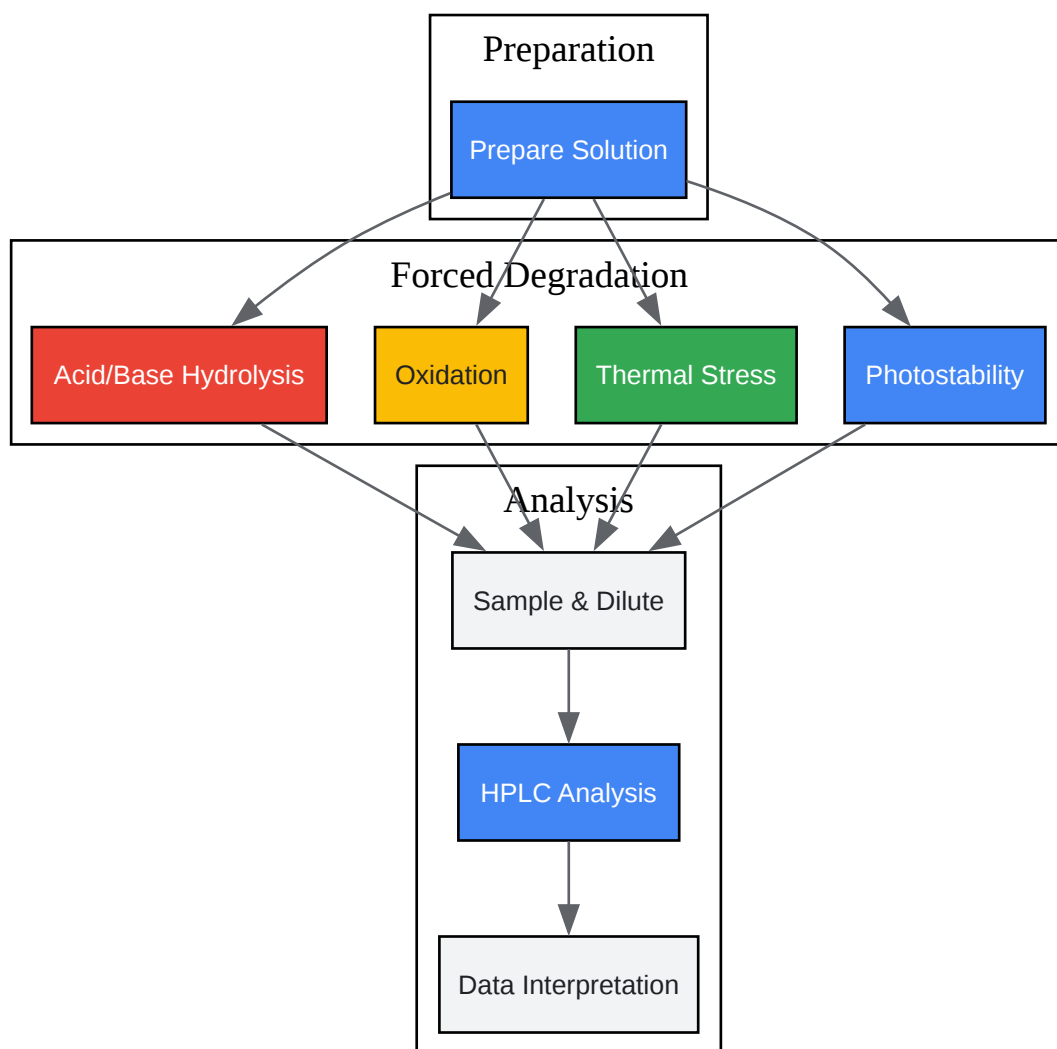 Preparation
Prepare Solution
Forced Degradation
Acid/Base Hydrolysis
Oxidation
Thermal Stress
Photostability
Analysis
Sample & Dilute
HPLC Analysis
Data Interpretation